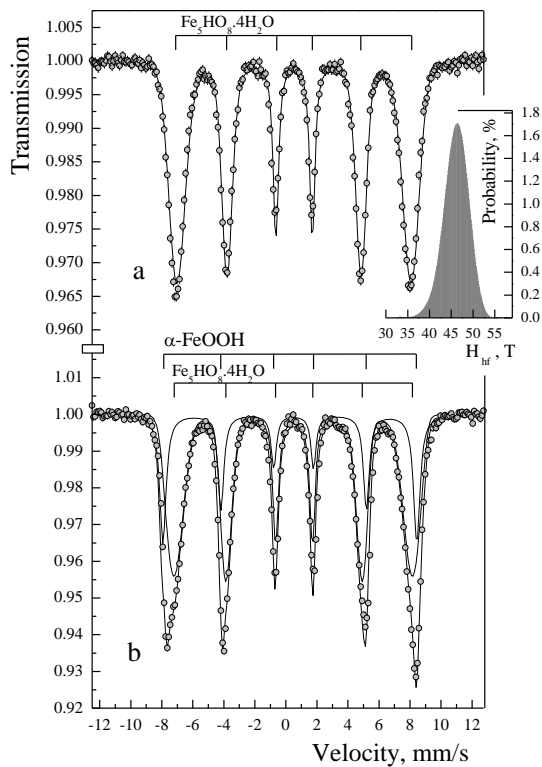 1.005
Fe₅HO₈.4H₂O
1.000
0.995
0.990
0.985
0.980
0.975
0.970
0.965
0.960
Transmission
a
1.8
1.6
1.4
1.2
1.0
0.8
0.6
0.4
0.2
0.0
Probability, %
30 35 40 45 50 55
H_hf , T
α-FeOOH
Fe₅HO₈.4H₂O
1.01
1.00
0.99
0.98
0.97
0.96
0.95
0.94
0.93
0.92
b
-12 -10 -8 -6 -4 -2 0 2 4 6 8 10 12
Velocity, mm/s